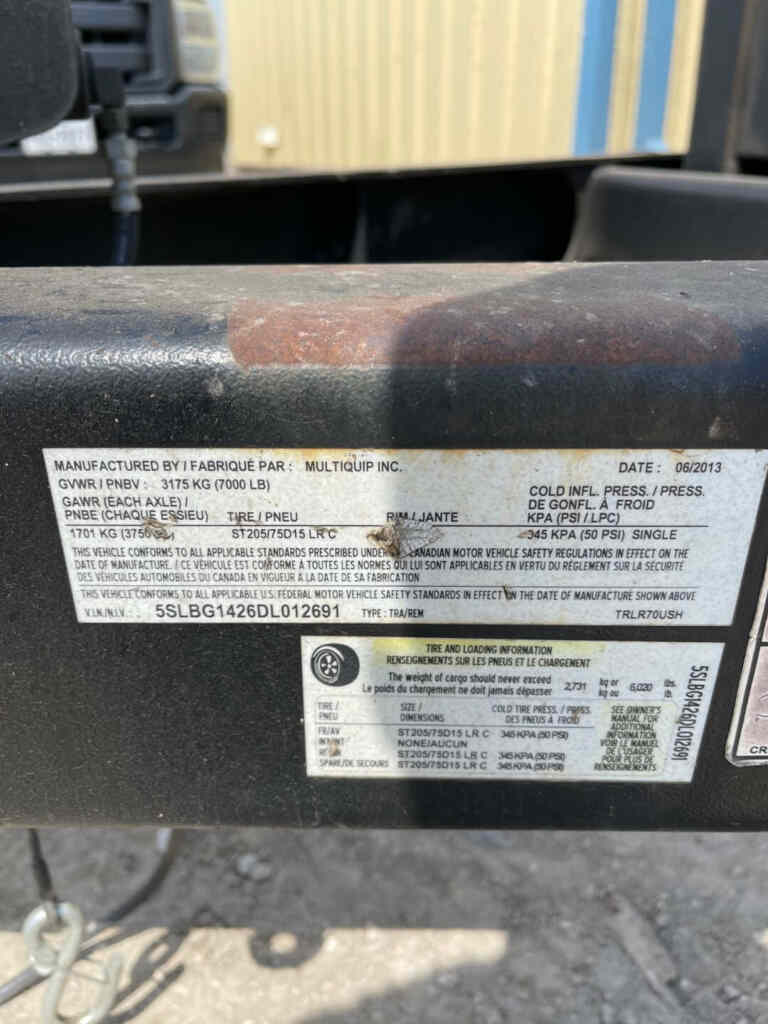 MANUFACTURED BY / FABRIQUÉ PAR : MULTIQUIP INC. DATE : 06/2013
GVWR / PNBV : 3175 KG (7000 LB)
GAWR (EACH AXLE) / COLD INFL. PRESS. / PRESS.
DE GONFL. À FROID
PNBE (CHAQUE ESSIEU) TIRE / PNEU RIM / JANTE KPA (PSI / LPC)
1701 KG (3750 ST205/75D15 LR C 345 KPA (50 PSI) SINGLE
THIS VEHICLE CONFORMS TO ALL APPLICABLE STANDARDS PRESCRIBED UNDER CANADIAN MOTOR VEHICLE SAFETY REGULATIONS IN EFFECT ON THE
DATE OF MANUFACTURE. / CE VÉHICULE EST CONFORME À TOUTES LES NORMES QUI LUI SONT APPLICABLES EN VERTU DU RÈGLEMENT SUR LA SÉCURITÉ
DES VÉHICULES AUTOMOBILES DU CANADA EN VIGUEUR À LA DATE DE SA FABRICATION
THIS VEHICLE CONFORMS TO ALL APPLICABLE U.S. FEDERAL MOTOR VEHICLE SAFETY STANDARDS IN EFFECT ON THE DATE OF MANUFACTURE SHOWN ABOVE
V.I.N./N.I.V. : 5SLBG1426DL012691 TYPE : TRA/REM TRLR70USH
TIRE AND LOADING INFORMATION
RENSEIGNEMENTS SUR LES PNEUS ET LE CHARGEMENT
The weight of cargo should never exceed
Le poids du chargement ne doit jamais dépasser 2,731 kg or kg ou 6,020 lbs. lb.
TIRE / PNEU SIZE / DIMENSIONS COLD TIRE PRESS. / PRESS. DES PNEUS À FROID
FR/AV ST205/75D15 LR C 345 KPA (50 PSI)
NONE/AUCUN
ST205/75D15 LR C 345 KPA (50 PSI)
SPARE/DE SECOURS ST205/75D15 LR C 345 KPA (50 PSI)
SEE OWNER'S
MANUAL FOR
ADDITIONAL
INFORMATION
VOIR LE MANUEL
DE L'USAGER
POUR PLUS DE
RENSEIGNEMENTS
5SLBG1426DL012691